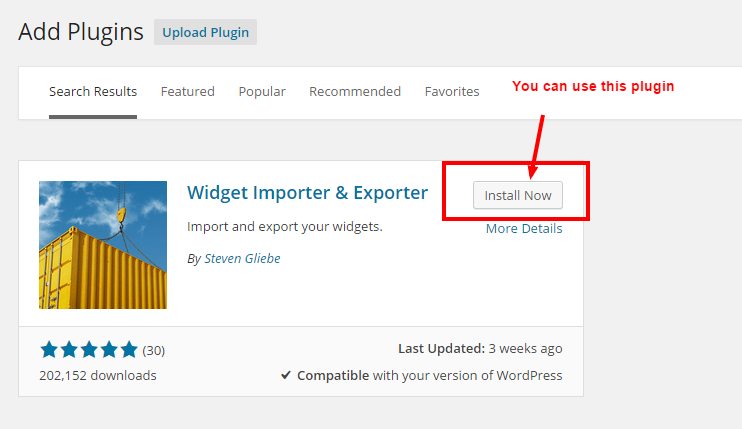 Add Plugins Upload Plugin
Search Results Featured Popular Recommended Favorites You can use this plugin
Widget Importer & Exporter Install Now
Import and export your widgets. More Details
By Steven Gliebe
(30) Last Updated: 3 weeks ago
202,152 downloads Compatible with your version of WordPress